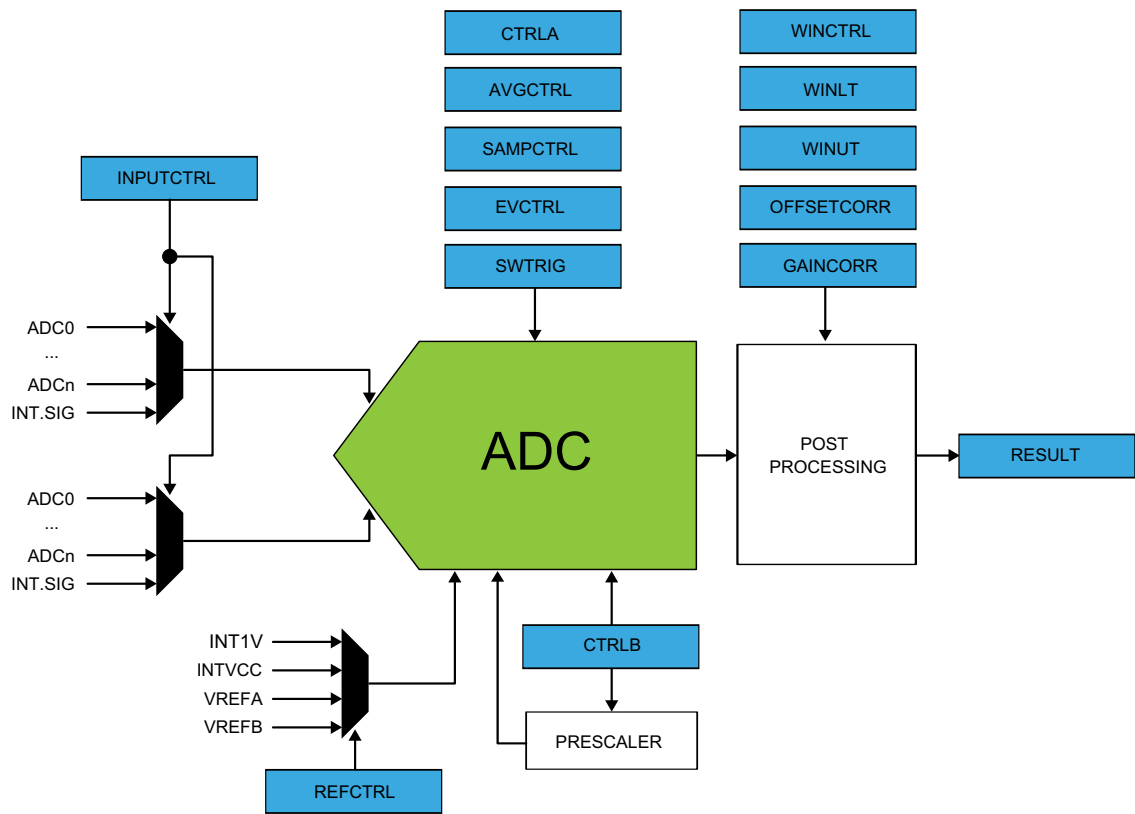 CTRLA
AVGCTRL
SAMPCTRL
EVCTRL
SWTRIG
WINCTRL
WINLT
WINUT
OFFSETCORR
GAINCORR
INPUTCTRL
ADC0
...
ADCn
INT.SIG
ADC0
...
ADCn
INT.SIG
ADC
POST
PROCESSING
RESULT
INT1V
INTVCC
VREFA
VREFB
CTRLB
PRESCALER
REFCTRL